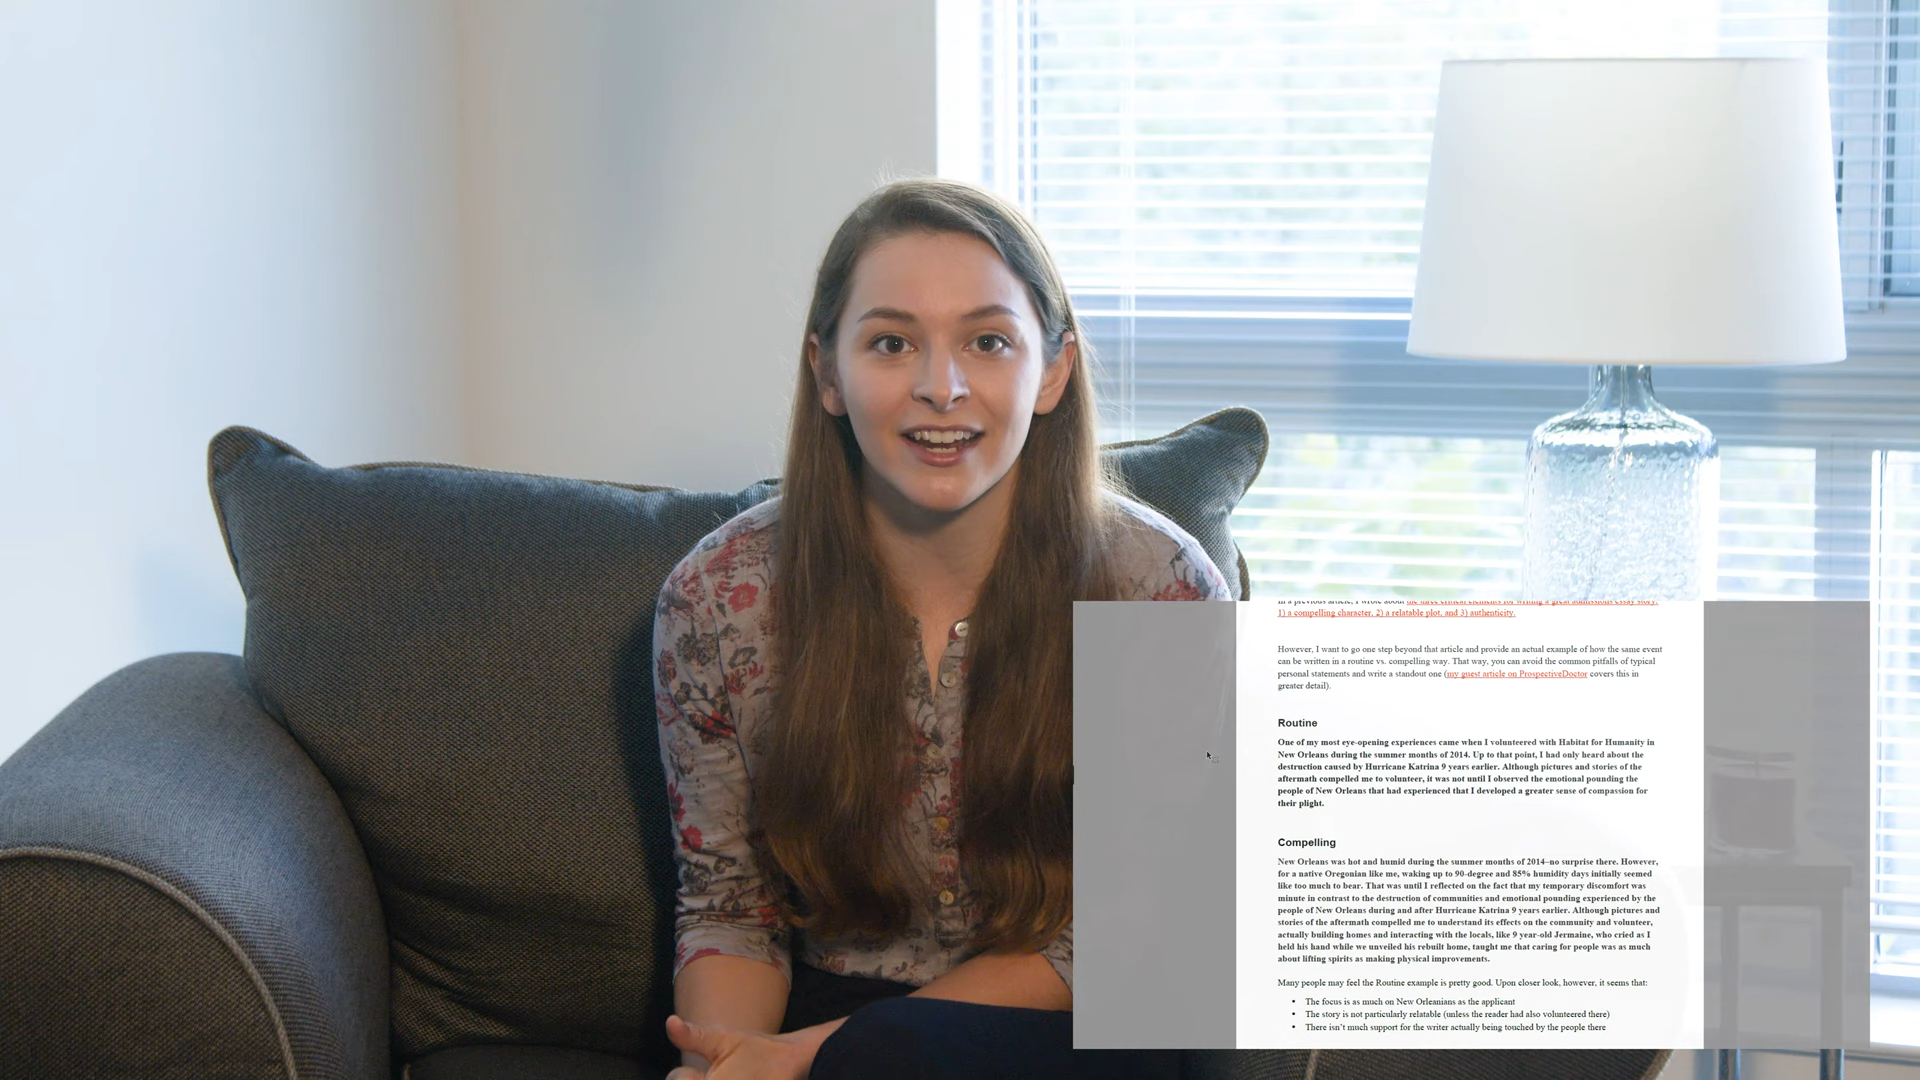 In a previous article, I wrote about the three critical elements for writing a great admissions essay story:
1) a compelling character, 2) a relatable plot, and 3) authenticity.
However, I want to go one step beyond that article and provide an actual example of how the same event
can be written in a routine vs. compelling way. That way, you can avoid the common pitfalls of typical
personal statements and write a standout one (my guest article on ProspectiveDoctor covers this in
greater detail).
Routine
One of my most eye-opening experiences came when I volunteered with Habitat for Humanity in
New Orleans during the summer months of 2014. Up to that point, I had only heard about the
destruction caused by Hurricane Katrina 9 years earlier. Although pictures and stories of the
aftermath compelled me to volunteer, it was not until I observed the emotional pounding the
people of New Orleans that had experienced that I developed a greater sense of compassion for
their plight.
Compelling
New Orleans was hot and humid during the summer months of 2014–no surprise there. However,
for a native Oregonian like me, waking up to 90-degree and 85% humidity days initially seemed
like too much to bear. That was until I reflected on the fact that my temporary discomfort was
minute in contrast to the destruction of communities and emotional pounding experienced by the
people of New Orleans during and after Hurricane Katrina 9 years earlier. Although pictures and
stories of the aftermath compelled me to understand its effects on the community and volunteer,
actually building homes and interacting with the locals, like 9 year-old Jermaine, who cried as I
held his hand while we unveiled his rebuilt home, taught me that caring for people was as much
about lifting spirits as making physical improvements.
Many people may feel the Routine example is pretty good. Upon closer look, however, it seems that:
• The focus is as much on New Orleanians as the applicant
• The story is not particularly relatable (unless the reader had also volunteered there)
• There isn't much support for the writer actually being touched by the people there